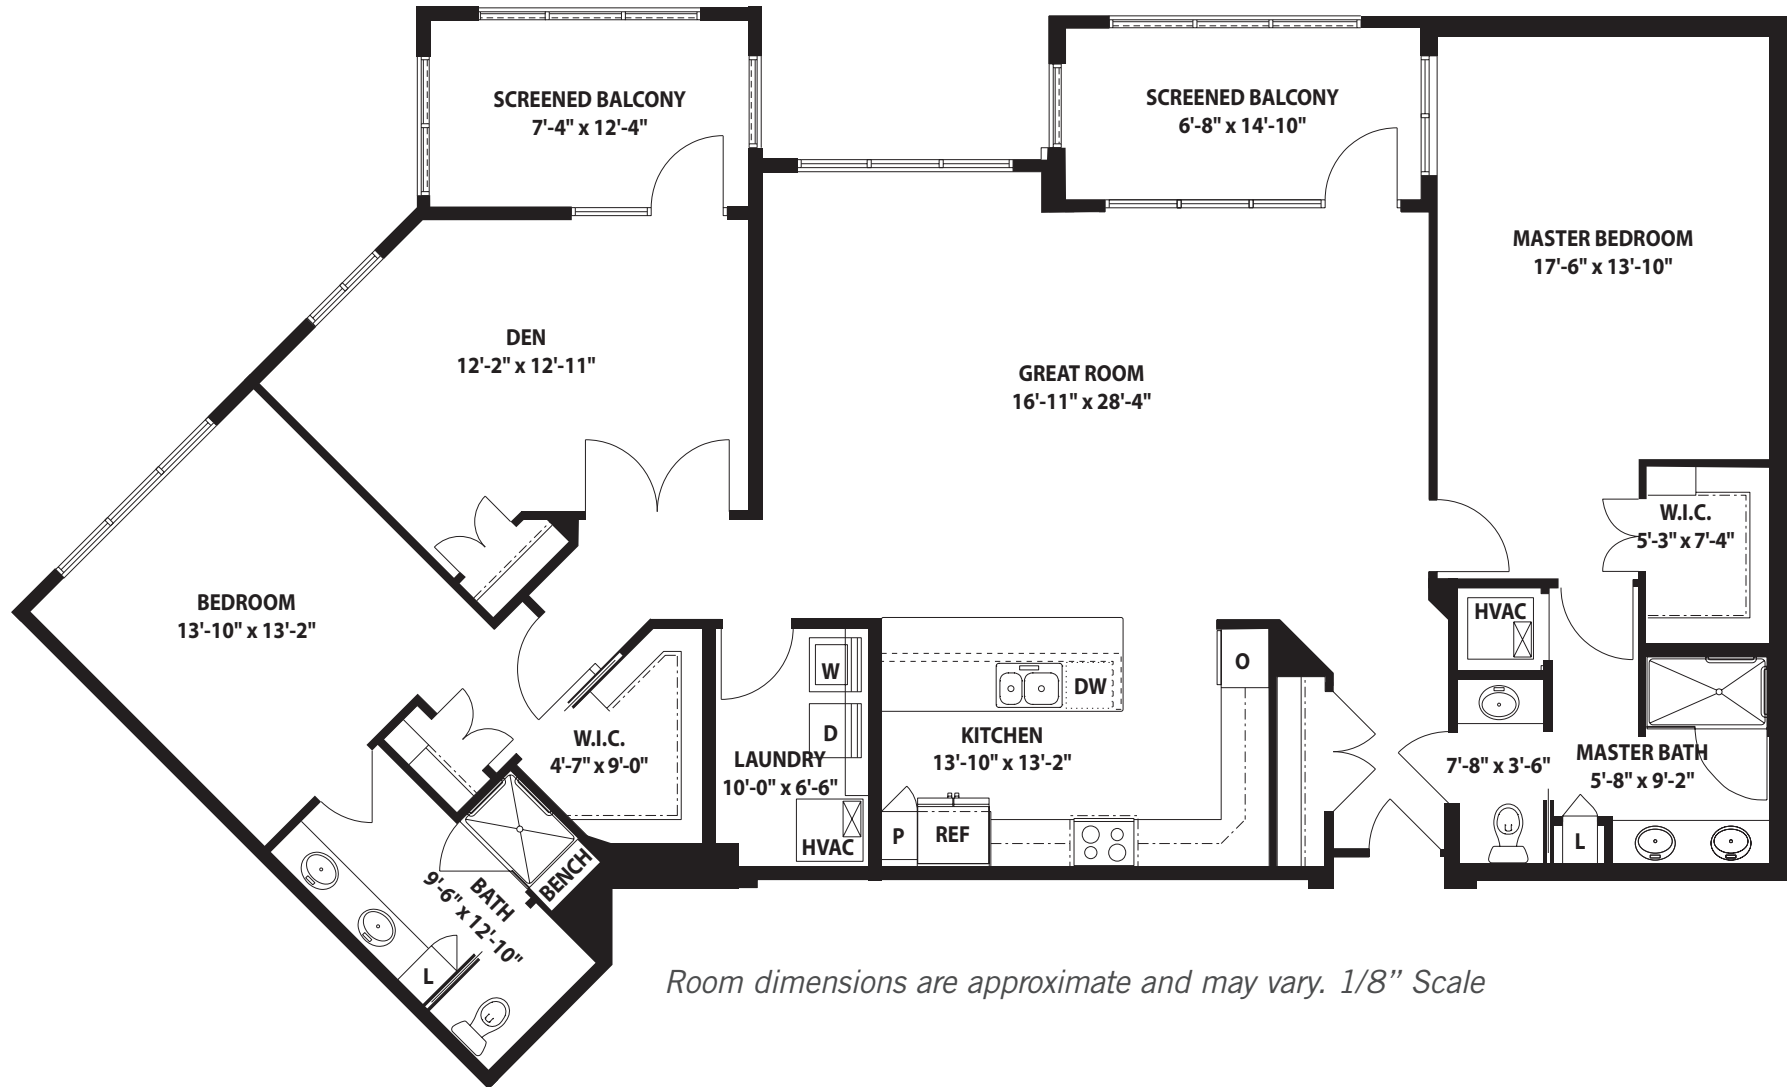 SCREENED BALCONY
7'-4" x 12'-4"
SCREENED BALCONY
6'-8" x 14'-10"
MASTER BEDROOM
17'-6" x 13'-10"
DEN
12'-2" x 12'-11"
GREAT ROOM
16'-11" x 28'-4"
W.I.C.
5'-3" x 7'-4"
BEDROOM
13'-10" x 13'-2"
HVAC
W
O
DW
D
W.I.C.
4'-7" x 9'-0"
LAUNDRY
10'-0" x 6'-6"
KITCHEN
13'-10" x 13'-2"
7'-8" x 3'-6"
MASTER BATH
5'-8" x 9'-2"
HVAC
P
REF
L
BENCH
BATH
9'-6" x 12'-10"
L
Room dimensions are approximate and may vary. 1/8” Scale